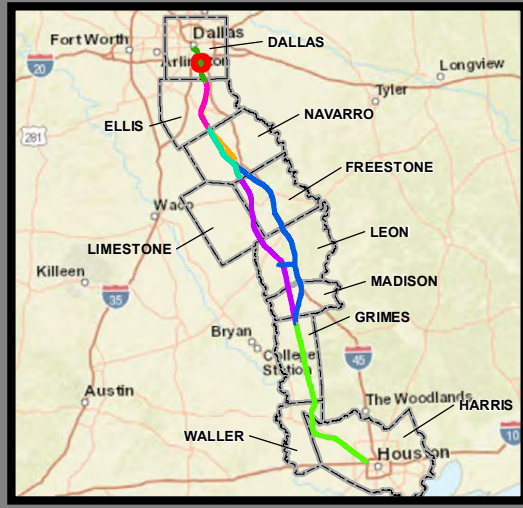 Fort Worth
Dallas
DALLAS
Arlington
20
Longview
Tyler
ELLIS
NAVARRO
281
FREESTONE
Waco
LEON
LIMESTONE
Killeen
MADISON
35
GRIMES
Bryan
College
Station
45
Austin
The Woodlands
HARRIS
WALLER
10
Houston